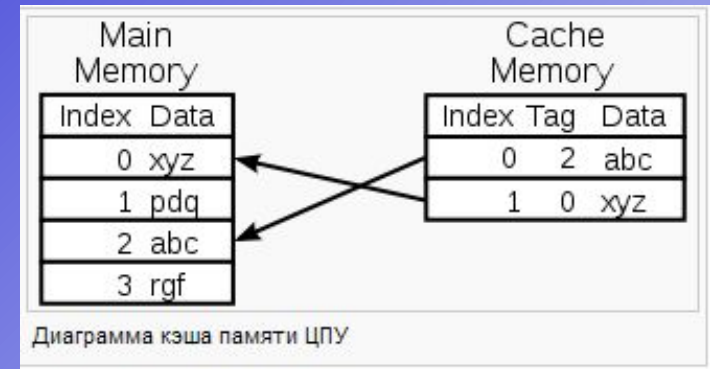 Main Memory
Index Data
0 xyz
1 pdq
2 abc
3 rgf
Cache Memory
Index Tag Data
0 2 abc
1 0 xyz
Диаграмма кэша памяти ЦПУ